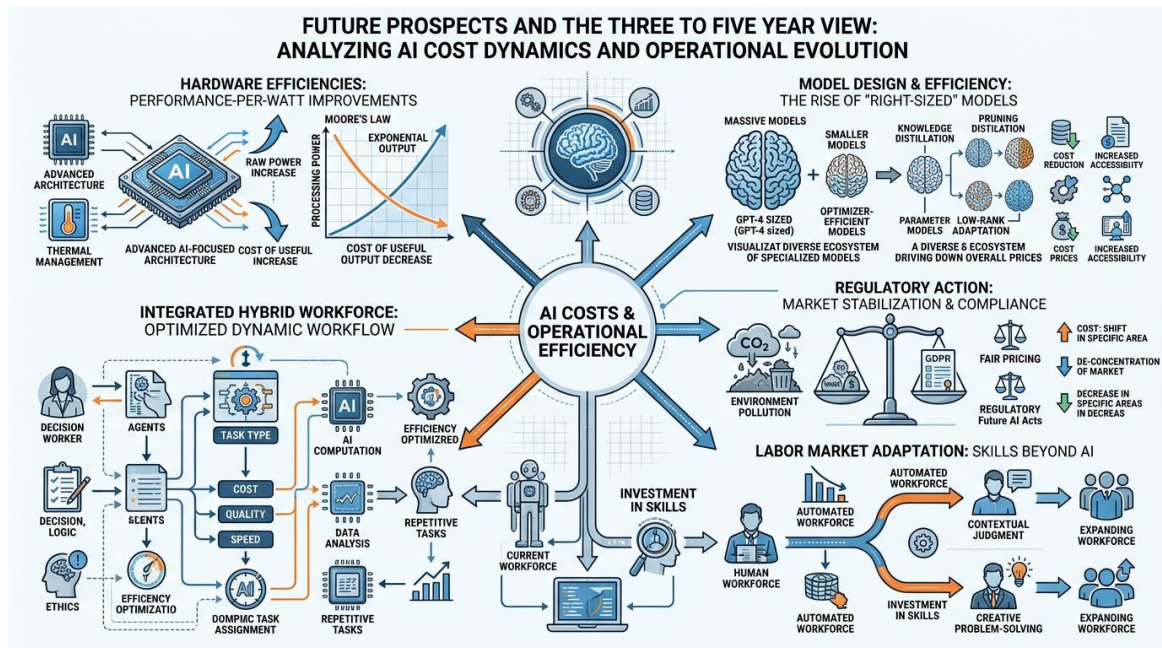 FUTURE PROSPECTS AND THE THREE TO FIVE YEAR VIEW:
ANALYZING AI COST DYNAMICS AND OPERATIONAL EVOLUTION
HARDWARE EFFICIENCIES:
PERFORMANCE-PER-WATT IMPROVEMENTS
AI
ADVANCED
ARCHITECTURE
THERMAL
MANAGEMENT
AI
ADVANCED AI-FOCUSED
ARCHITECTURE
RAW POWER
INCREASE
COST OF USEFUL
INCREASE
MOORE'S LAW
EXPONENTAL
OUTPUT
PROCESSING POWER
COST OF USEFUL
OUTPUT DECREASE
MODEL DESIGN & EFFICIENCY:
THE RISE OF "RIGHT-SIZED" MODELS
MASSIVE MODELS
GPT-4 SIZED
(GPT-4 sized)
VISUALIZAT DIVERSE ECOSYSTEM
OF SPECIALIZED MODELS
+
SMALLER
MODELS
OPTIMIZER-
EFFICIENT
MODELS
KNOWLEDGE
DISTILLATION
PRUNING
DISTILATION
PARAMETER
MODELS
LOW-RANK
ADAPTATION
A DIVERSE & ECOSYSTEM
DRIVING DOWN OVERALL PRICES
COST
REDUCTION
INCREASED
ACCESSIBIITY
COST
PRICES
INCREASED
ACCESSIBILITY
AI COSTS &
OPERATIONAL
EFFICIENCY
REGULATORY ACTION:
MARKET STABILIZATION & COMPLIANCE
CO2
ENVIRONMENT
POLLUTION
CO
GDPR
FAIR PRICING
REGULATORY
Future AI Acts
COST: SHIFT
IN SPECIFIC AREA
DE-CONCENTRATION
OF MARKET
DECREASE IN
SPECIFIC AREAS
IN DECREAS
INTEGRATED HYBRID WORKFORCE:
OPTIMIZED DYNAMIC WORKFLOW
DECISION
WORKER
AGENTS
TASK TYPE
AI
AI
COMPUTATION
EFFICIENCY
OPTIMIZRED
DECISION,
LOGIC
SCENTS
COST
QUALITY
SPEED
DATA
ANALYSIS
REPETITIVE
TASKS
ETHICS
EFFICENCY
OPTIMIZATIO
AI
DOMPMC TASK
ASSIGNMENT
REPETITIVE
TASKS
CURRENT
WORKFORCE
INVESTMENT
IN SKILLS
LABOR MARKET ADAPTATION: SKILLS BEYOND AI
HUMAN
WORKFORCE
AUTOMATED
WORKFORCE
AUTOMATED
WORKFORCE
AUTOMATED
WORKFORCE
INVESTMENT
IN SKILLS
CONTEXTUAL
JUDGMENT
EXPANDING
WORKFORCE
CREATIVE
PROBLEM-SOLVING
EXPANDING
WORKFORCE